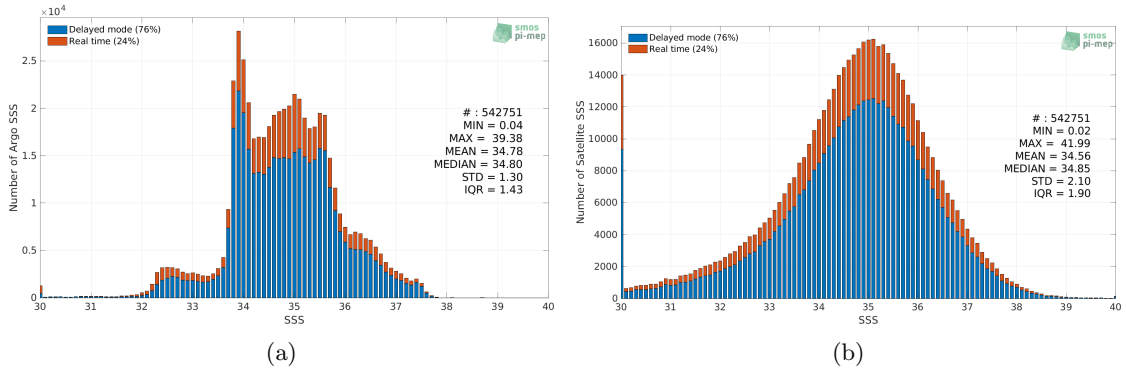 ×10⁴
Delayed mode (76%)
Real time (24%)
smos
pi-mep
# : 542751
MIN = 0.04
MAX = 39.38
MEAN = 34.78
MEDIAN = 34.80
STD = 1.30
IQR = 1.43
Number of Argo SSS
2.5
2
1.5
1
0.5
0
30 31 32 33 34 35 36 37 38 39 40
SSS
(a)
Delayed mode (76%)
Real time (24%)
smos
pi-mep
# : 542751
MIN = 0.02
MAX = 41.99
MEAN = 34.56
MEDIAN = 34.85
STD = 2.10
IQR = 1.90
Number of Satellite SSS
16000
14000
12000
10000
8000
6000
4000
2000
0
30 31 32 33 34 35 36 37 38 39 40
SSS
(b)